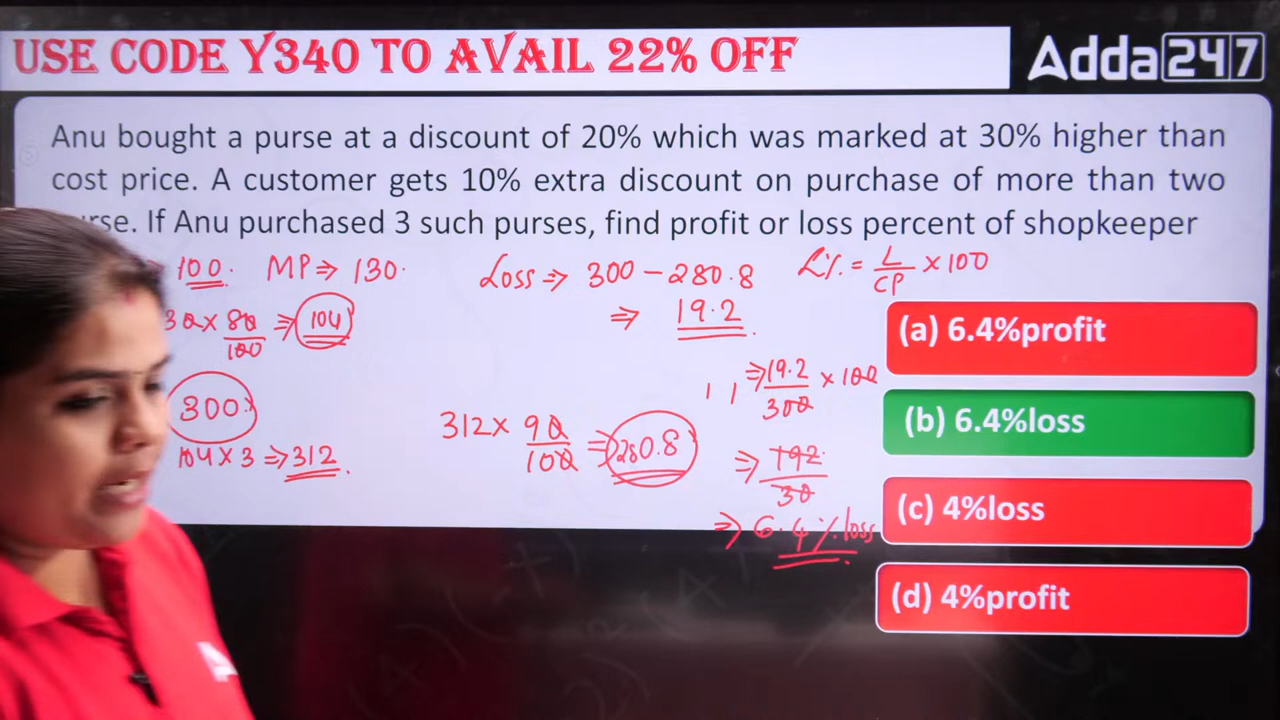 USE CODE Y340 TO AVAIL 22% OFF
Adda247
Anu bought a purse at a discount of 20% which was marked at 30% higher than
cost price. A customer gets 10% extra discount on purchase of more than two
rse. If Anu purchased 3 such purses, find profit or loss percent of shopkeeper
⇒ 100. MP ⇒ 130.
30 × 80/100 ⇒ 104
300
104 × 3 ⇒ 312
312 × 90/100 ⇒ 280.8
Loss ⇒ 300 - 280.8
⇒ 19.2
L% = L/CP × 100
⇒ 19.2/300 × 100
⇒ 192/30
⇒ 6.4% loss
(a) 6.4%profit
(b) 6.4%loss
(c) 4%loss
(d) 4%profit